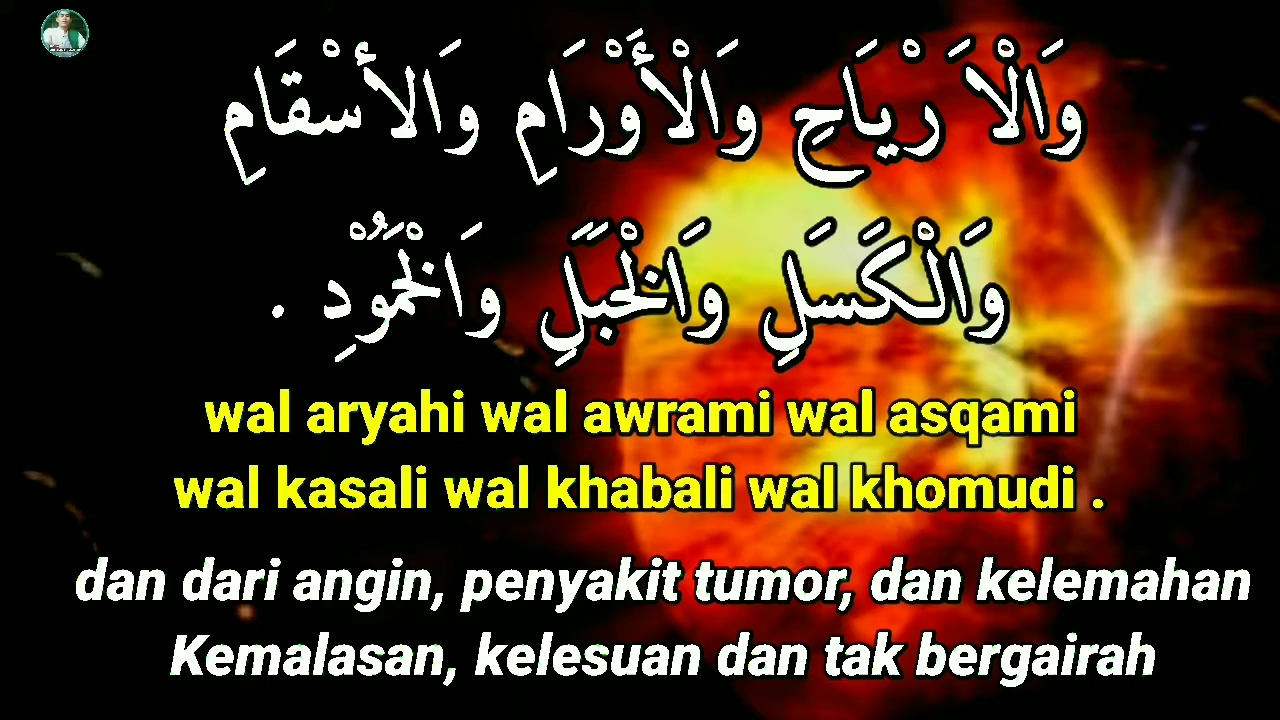 وَالْاَ رْيَاحِ وَالْأَوْرَامِ وَالأسْقَامِ
وَالْكَسَلِ وَالْخَبَلِ وَالْخَمُوْدِ .
wal aryahi wal awrami wal asqami
wal kasali wal khabali wal khomudi .
dan dari angin, penyakit tumor, dan kelemahan
Kemalasan, kelesuan dan tak bergairah